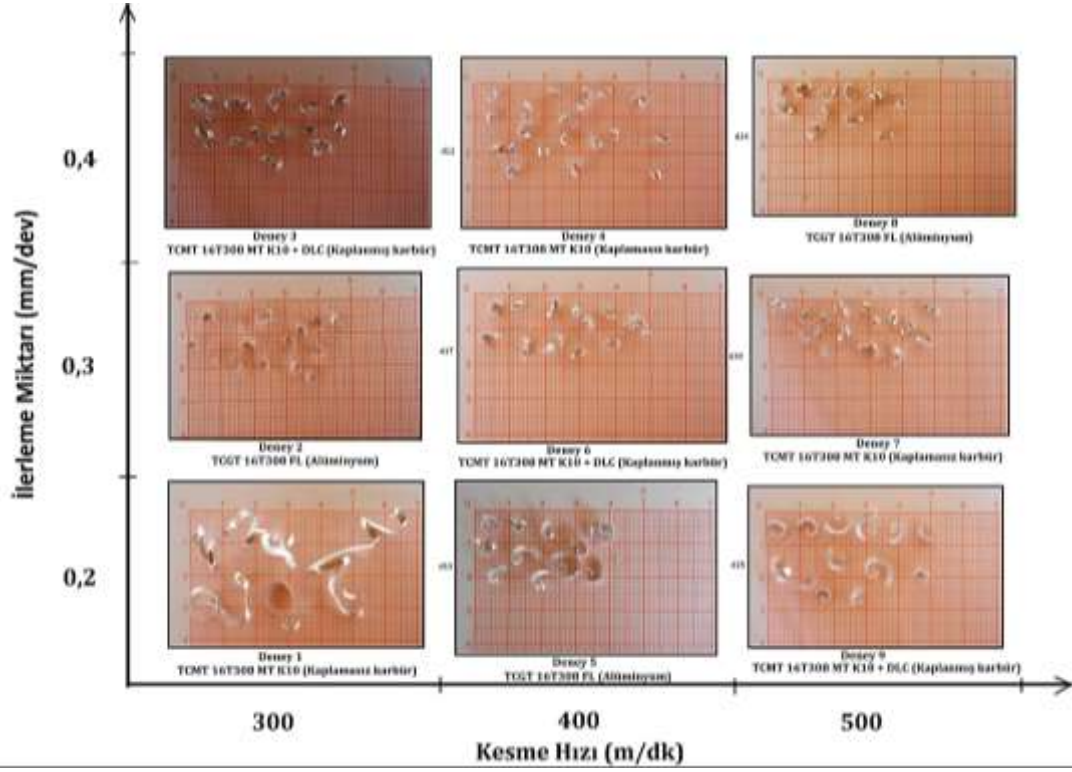 İlerleme Miktarı (mm/dev)
0,4
Deney 3
TCMT 16T308 MT K10 + DLC (Kaplanmış karbür)
Deney 4
TCMT 16T308 MT K10 (Kaplamasız karbür)
Deney 8
TCGT 16T308 FL (Alüminyum)
0,3
Deney 2
TCGT 16T308 FL (Alüminyum)
Deney 6
TCMT 16T308 MT K10 + DLC (Kaplanmış karbür)
Deney 7
TCMT 16T308 MT K10 (Kaplamasız karbür)
0,2
Deney 1
TCMT 16T308 MT K10 (Kaplamasız karbür)
Deney 5
TCGT 16T308 FL (Alüminyum)
Deney 9
TCMT 16T308 MT K10 + DLC (Kaplanmış karbür)
300
400
500
Kesme Hızı (m/dk)